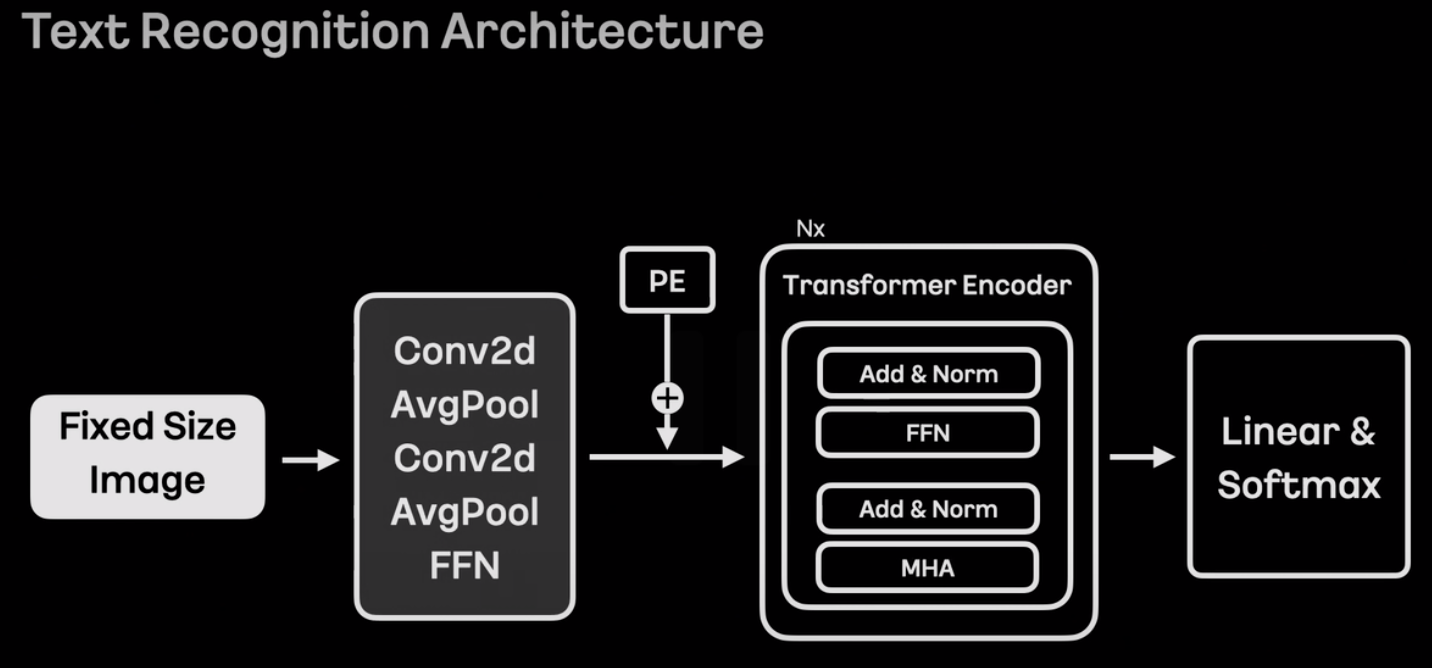 Text Recognition Architecture
Fixed Size
Image
Conv2d
AvgPool
Conv2d
AvgPool
FFN
PE
+
Nx
Transformer Encoder
Add & Norm
FFN
Add & Norm
MHA
Linear &
Softmax